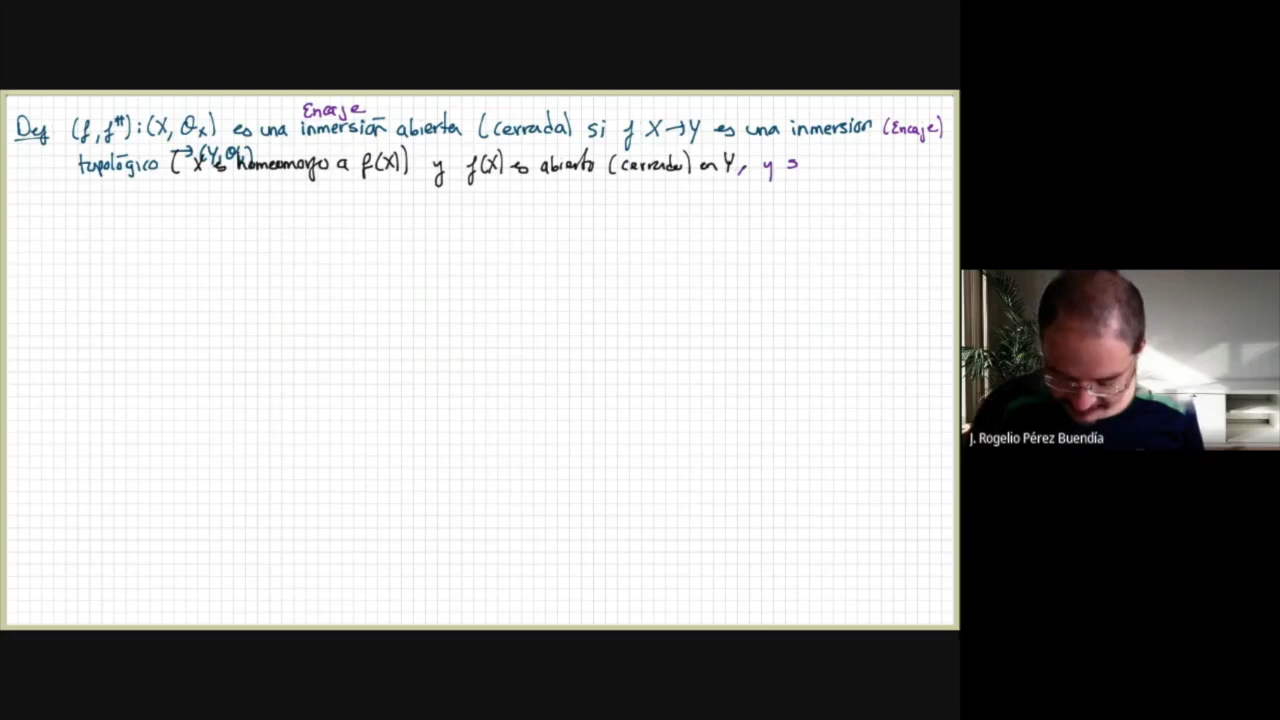 Encaje
Def (f, f^#): (X, O_X) es una inmersión abierta (cerrada) si f X→Y es una inmersión (Encaje)
→(Y, O_Y)
topológico [X es homeomorfo a f(X)] y f(X) es abierto (cerrado) en Y, y s
J. Rogelio Pérez Buendía